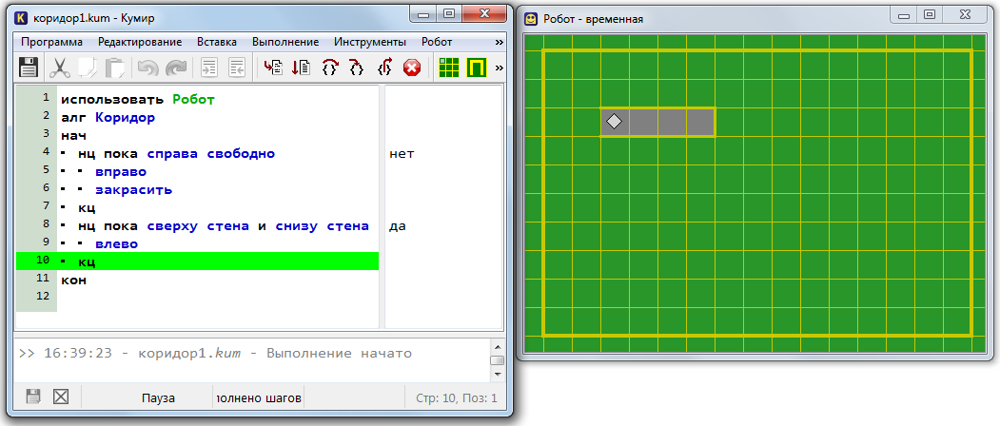 коридор1.kum - Кумир
Программа Редактирование Вставка Выполнение Инструменты Робот »
»
1 использовать Робот
2 алг Коридор
3 нач
4 нц пока справа свободно нет
5 вправо
6 закрасить
7 кц
8 нц пока сверху стена и снизу стена да
9 влево
10 кц
11 кон
12
>> 16:39:23 - коридор1.kum - Выполнение начато
Пауза олнено шагов Стр: 10, Поз: 1
Робот - временная